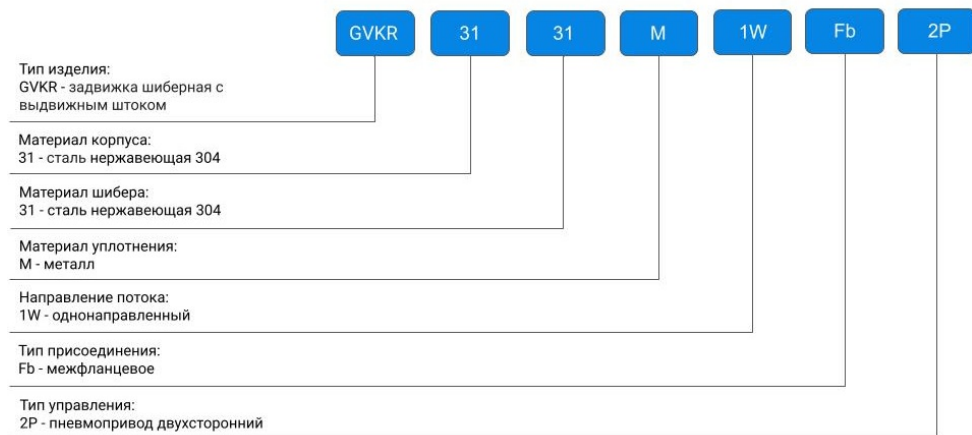 GVKR 31 31 M 1W Fb 2P
Тип изделия:
GVKR - задвижка шиберная с
выдвижным штоком
Материал корпуса:
31 - сталь нержавеющая 304
Материал шибера:
31 - сталь нержавеющая 304
Материал уплотнения:
M - металл
Направление потока:
1W - однонаправленный
Тип присоединения:
Fb - межфланцевое
Тип управления:
2P - пневмопривод двухсторонний